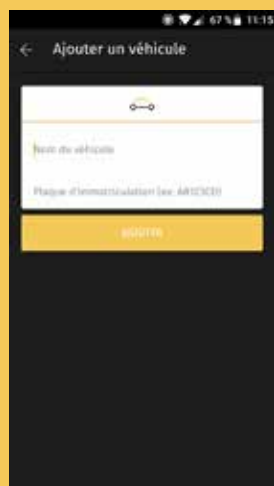 67 % 11:15
Ajouter un véhicule
Nom du véhicule
Plaque d'immatriculation (ex: AB123CD)
AJOUTER